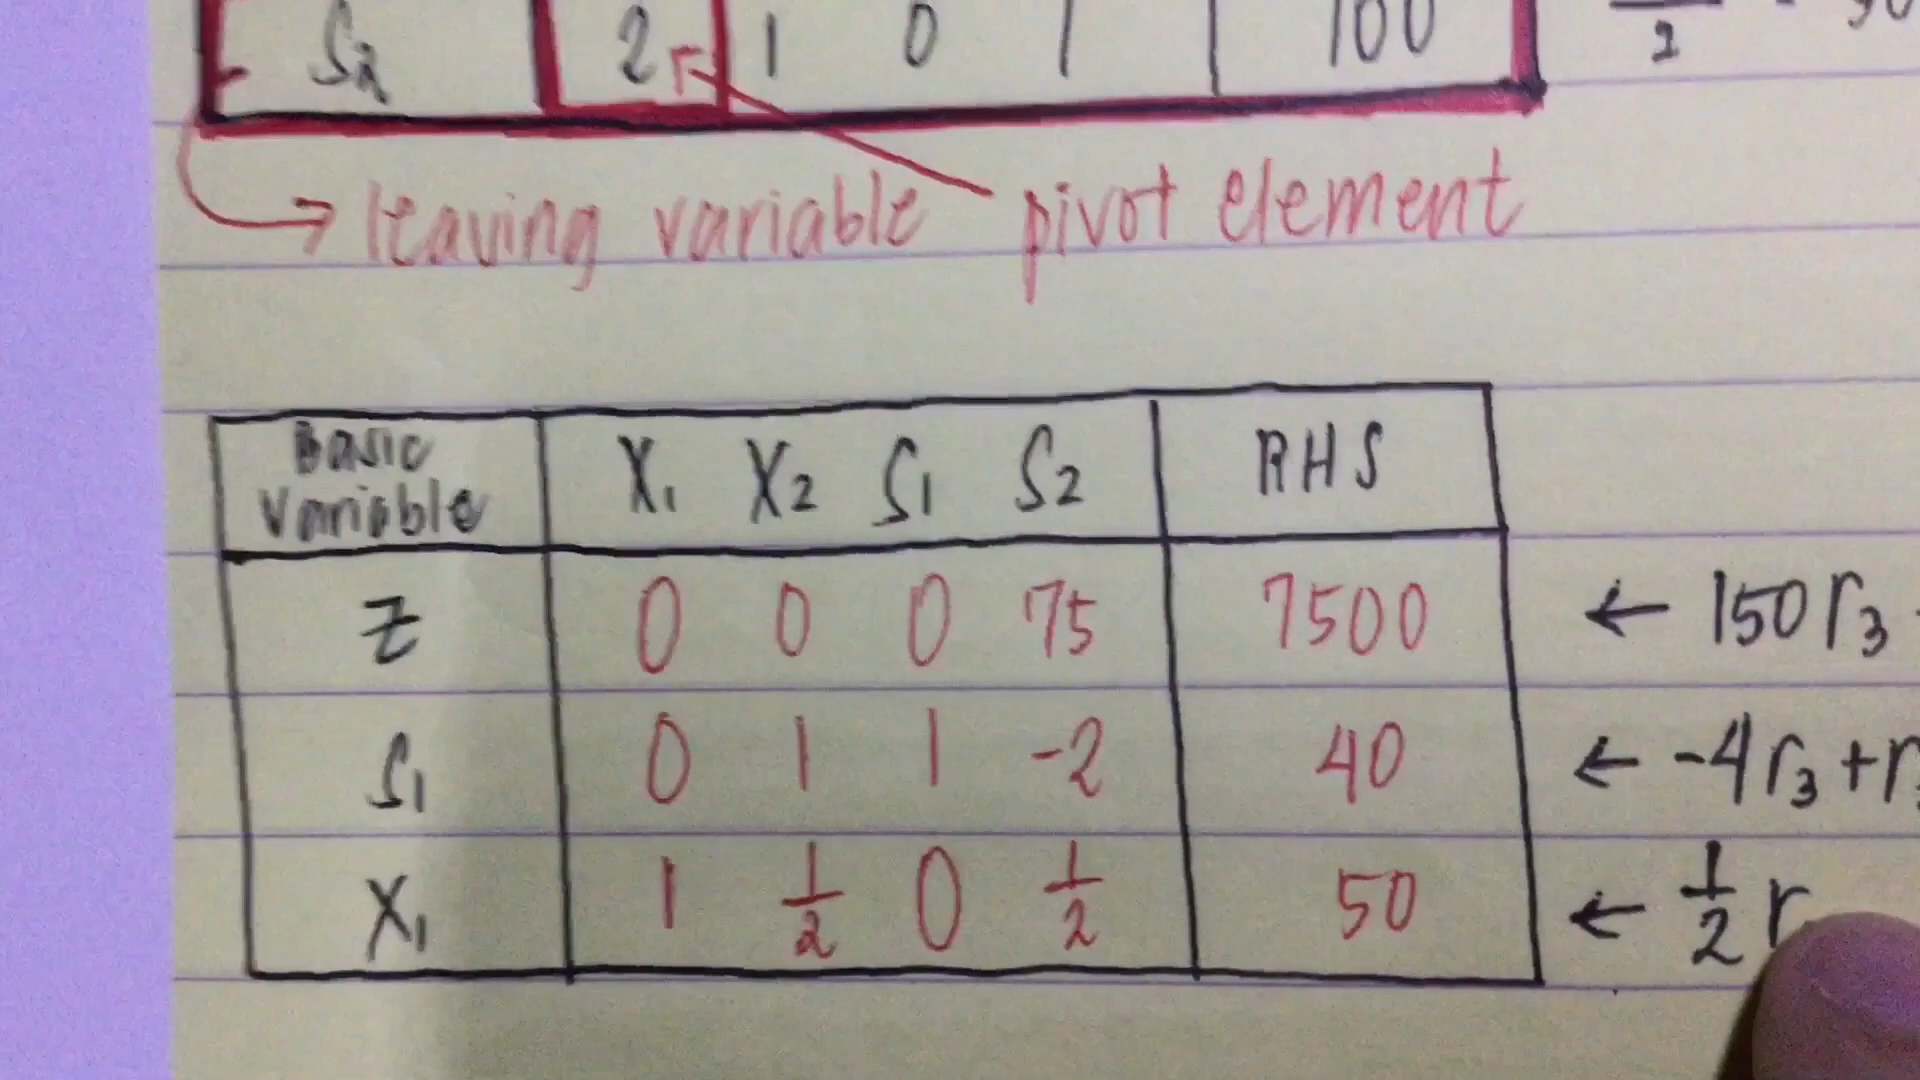 S2 2 1 0 1 100
leaving variable pivot element
Basic Variable X1 X2 S1 S2 RHS
Z 0 0 0 75 7500 ← 150r3
S1 0 1 1 -2 40 ← -4r3+r
X1 1 1/2 0 1/2 50 ← 1/2 r